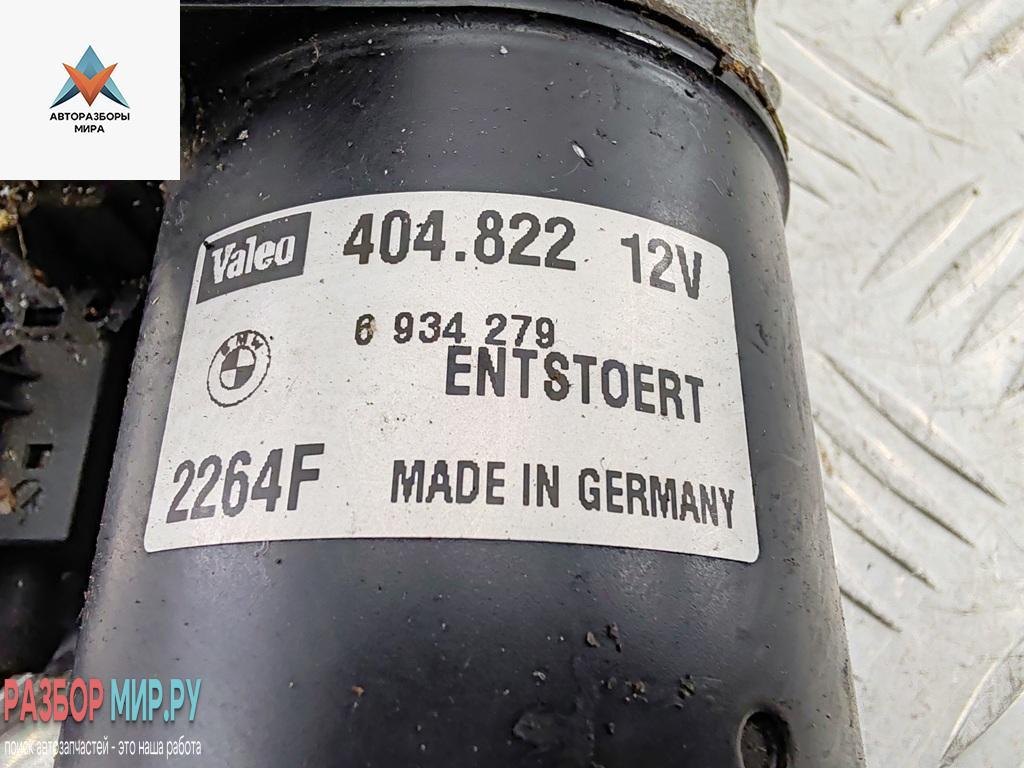 АВТОРАЗБОРЫ
МИРА
Valeo 404.822 12V
BMW 6 934 279
ENTSTOERT
2264F MADE IN GERMANY
РАЗБОР МИР.РУ
поиск автозапчастей - это наша работа